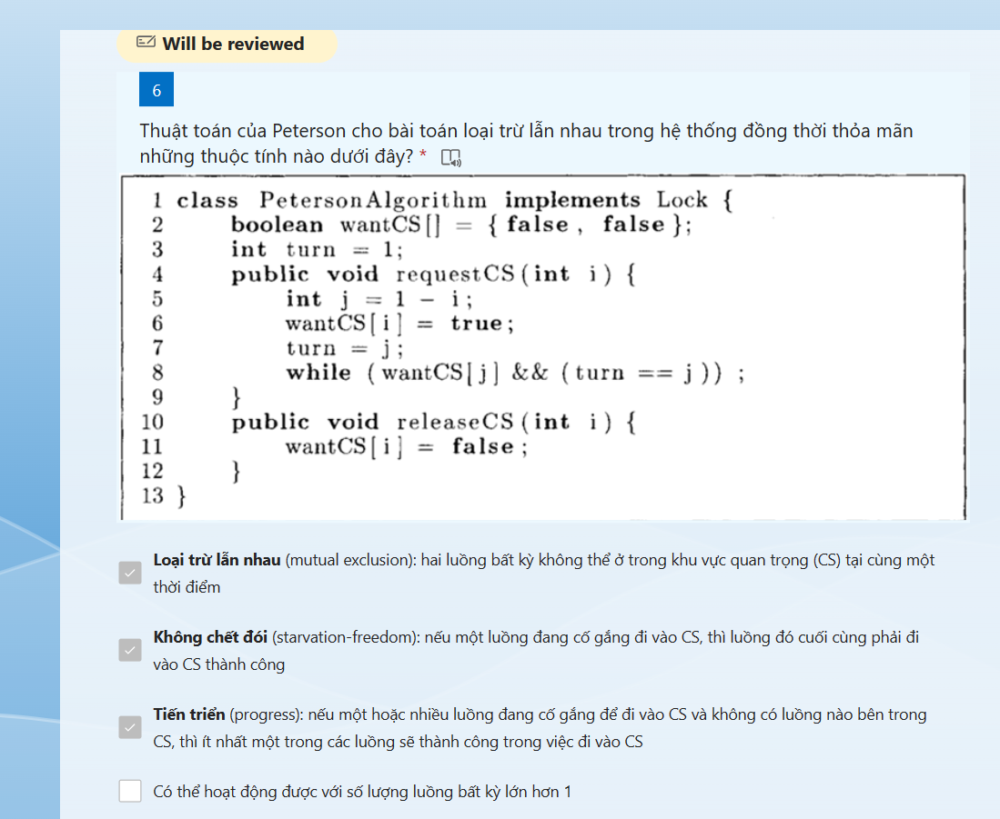 Will be reviewed
6
Thuật toán của Peterson cho bài toán loại trừ lẫn nhau trong hệ thống đồng thời thỏa mãn
những thuộc tính nào dưới đây? *
1 class PetersonAlgorithm implements Lock {
2 boolean wantCS[] = {false, false};
3 int turn = 1;
4 public void requestCS(int i) {
5 int j = 1 - i;
6 wantCS[i] = true;
7 turn = j;
8 while (wantCS[j] && (turn == j)) ;
9 }
10 public void releaseCS(int i) {
11 wantCS[i] = false;
12 }
13 }
Loại trừ lẫn nhau (mutual exclusion): hai luồng bất kỳ không thể ở trong khu vực quan trọng (CS) tại cùng một
thời điểm
Không chết đói (starvation-freedom): nếu một luồng đang cố gắng đi vào CS, thì luồng đó cuối cùng phải đi
vào CS thành công
Tiến triển (progress): nếu một hoặc nhiều luồng đang cố gắng để đi vào CS và không có luồng nào bên trong
CS, thì ít nhất một trong các luồng sẽ thành công trong việc đi vào CS
Có thể hoạt động được với số lượng luồng bất kỳ lớn hơn 1